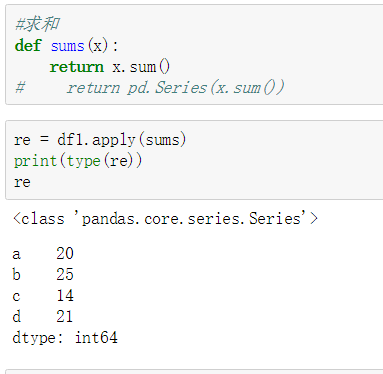 #求和
def sums(x):
    return x.sum()
#     return pd.Series(x.sum())
re = df1.apply(sums)
print(type(re))
re
<class 'pandas.core.series.Series'>
a    20
b    25
c    14
d    21
dtype: int64